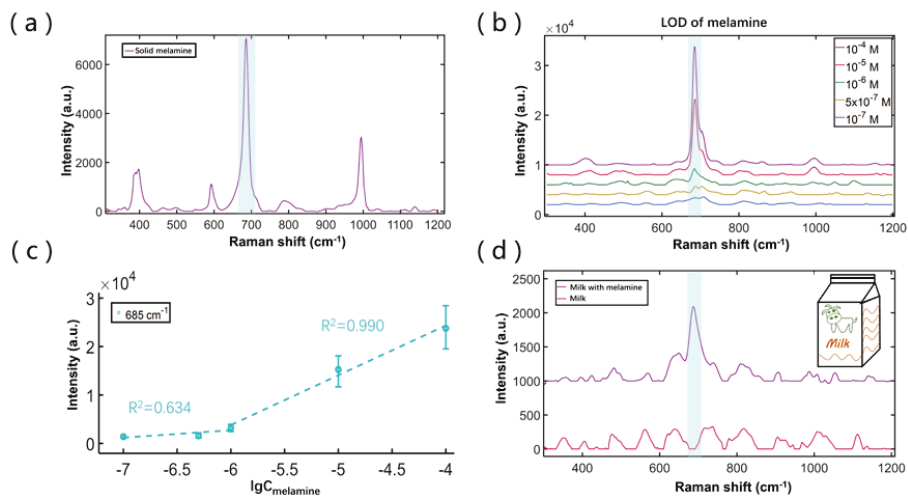 (a)
Solid melamine
6000
4000
2000
0
Intensity (a.u.)
400 500 600 700 800 900 1000 1100 1200
Raman shift (cm⁻¹)
(b)
LOD of melamine
×10⁴
10⁻⁴ M
10⁻⁵ M
10⁻⁶ M
5x10⁻⁷ M
10⁻⁷ M
4
3
2
1
0
Intensity (a.u.)
400 600 800 1000 1200
Raman shift (cm⁻¹)
(c)
×10⁴
685 cm⁻¹
R²=0.990
R²=0.634
3
2
1
0
Intensity (a.u.)
-7 -6.5 -6 -5.5 -5 -4.5 -4
lgCmelamine
(d)
Milk with melamine
Milk
Milk
2500
2000
1500
1000
500
0
Intensity (a.u.)
400 600 800 1000 1200
Raman shift (cm⁻¹)